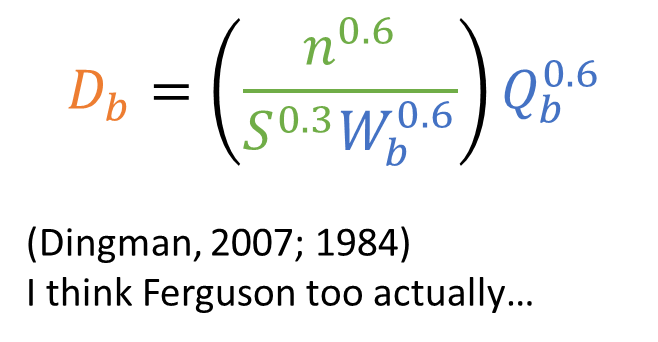 D_b = (n^0.6 / S^0.3 W_b^0.6) Q_b^0.6
(Dingman, 2007; 1984)
I think Ferguson too actually…